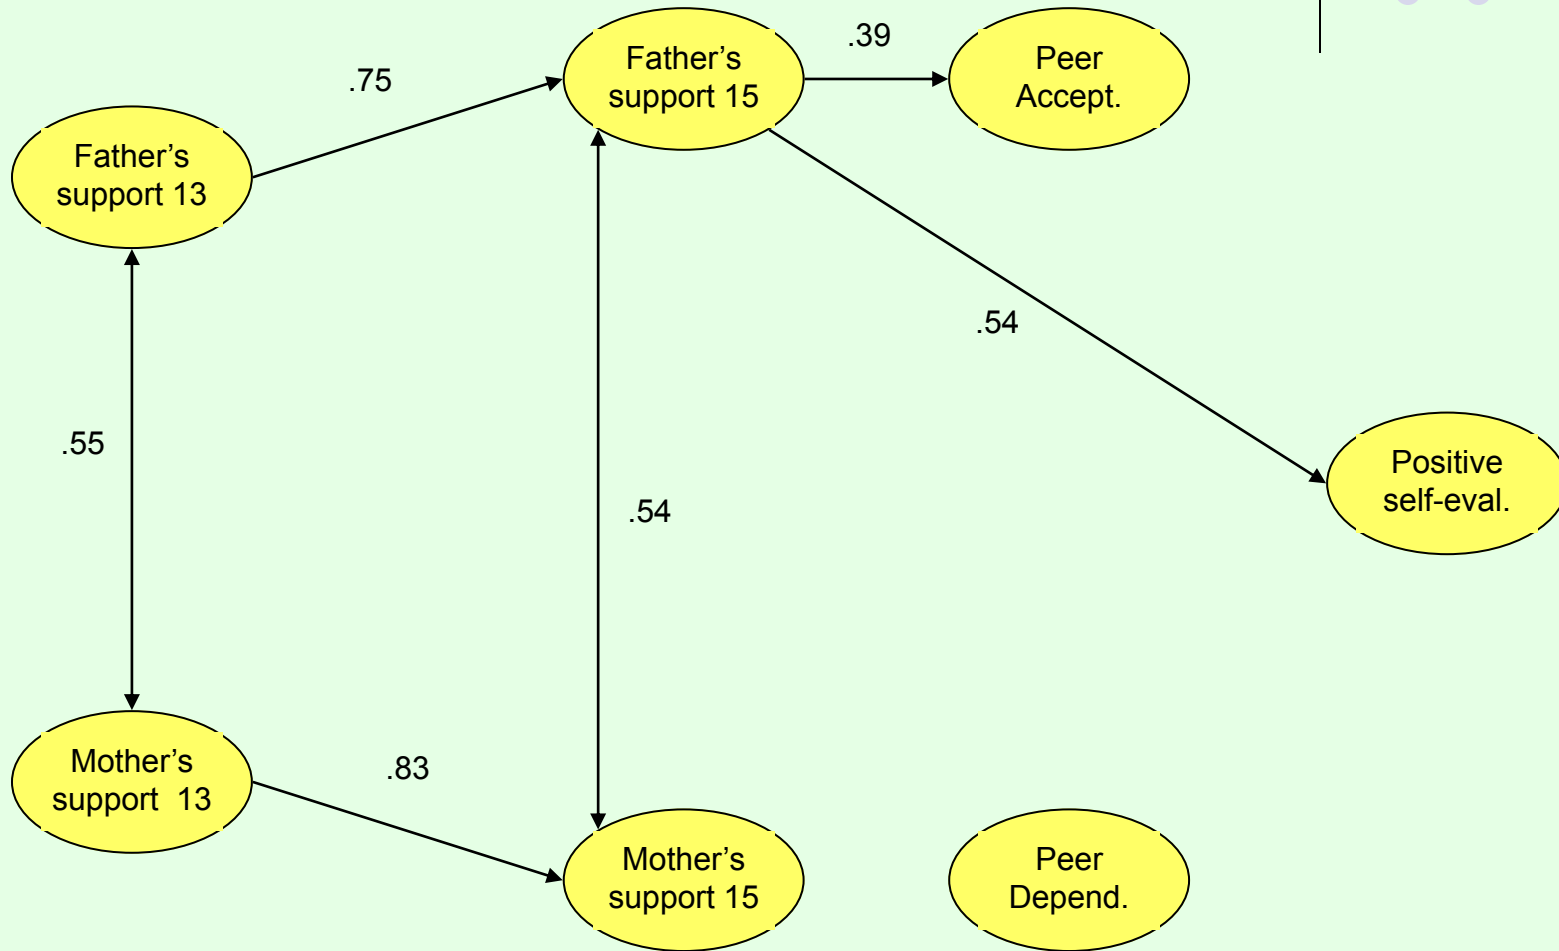 .39
Father’s
support 15
Peer
Accept.
.75
Father’s
support 13
.54
.55
Positive
self-eval.
.54
Mother’s
support  13
.83
Mother’s
support 15
Peer
Depend.